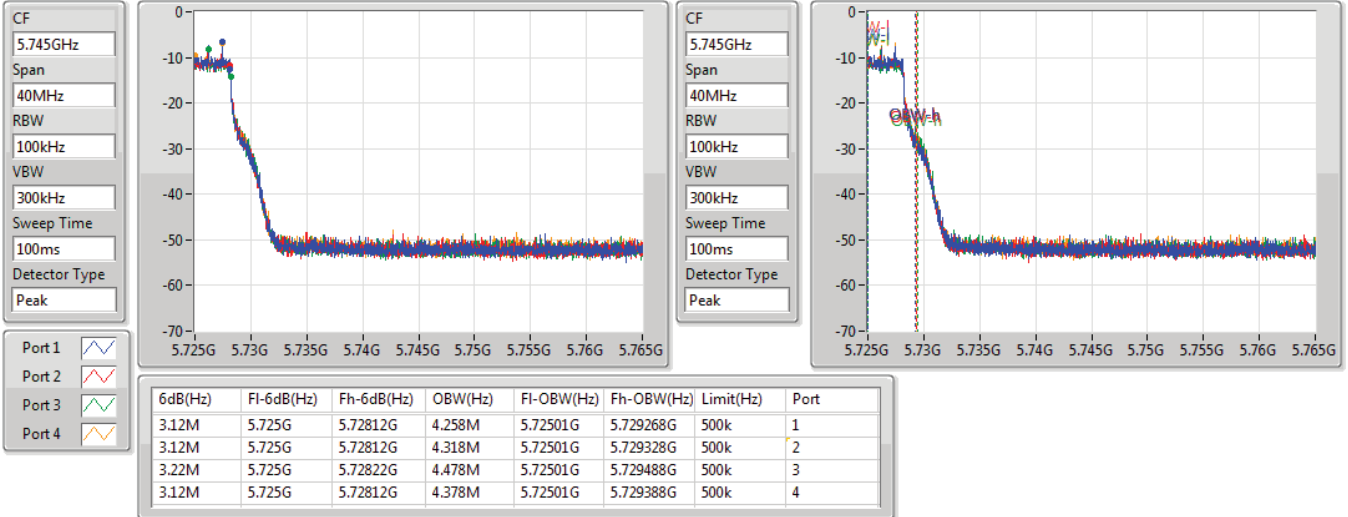 CF
5.745GHz
Span
40MHz
RBW
100kHz
VBW
300kHz
Sweep Time
100ms
Detector Type
Peak
Port 1
Port 2
Port 3
Port 4
0
-10
-20
-30
-40
-50
-60
-70
5.725G 5.73G 5.735G 5.74G 5.745G 5.75G 5.755G 5.76G 5.765G
CF
5.745GHz
Span
40MHz
RBW
100kHz
VBW
300kHz
Sweep Time
100ms
Detector Type
Peak
0
-10
-20
-30
-40
-50
-60
-70
OBW-h
5.725G 5.73G 5.735G 5.74G 5.745G 5.75G 5.755G 5.76G 5.765G
6dB(Hz) Fl-6dB(Hz) Fh-6dB(Hz) OBW(Hz) Fl-OBW(Hz) Fh-OBW(Hz) Limit(Hz) Port
3.12M 5.725G 5.72812G 4.258M 5.72501G 5.729268G 500k 1
3.12M 5.725G 5.72812G 4.318M 5.72501G 5.729328G 500k 2
3.22M 5.725G 5.72822G 4.478M 5.72501G 5.729488G 500k 3
3.12M 5.725G 5.72812G 4.378M 5.72501G 5.729388G 500k 4